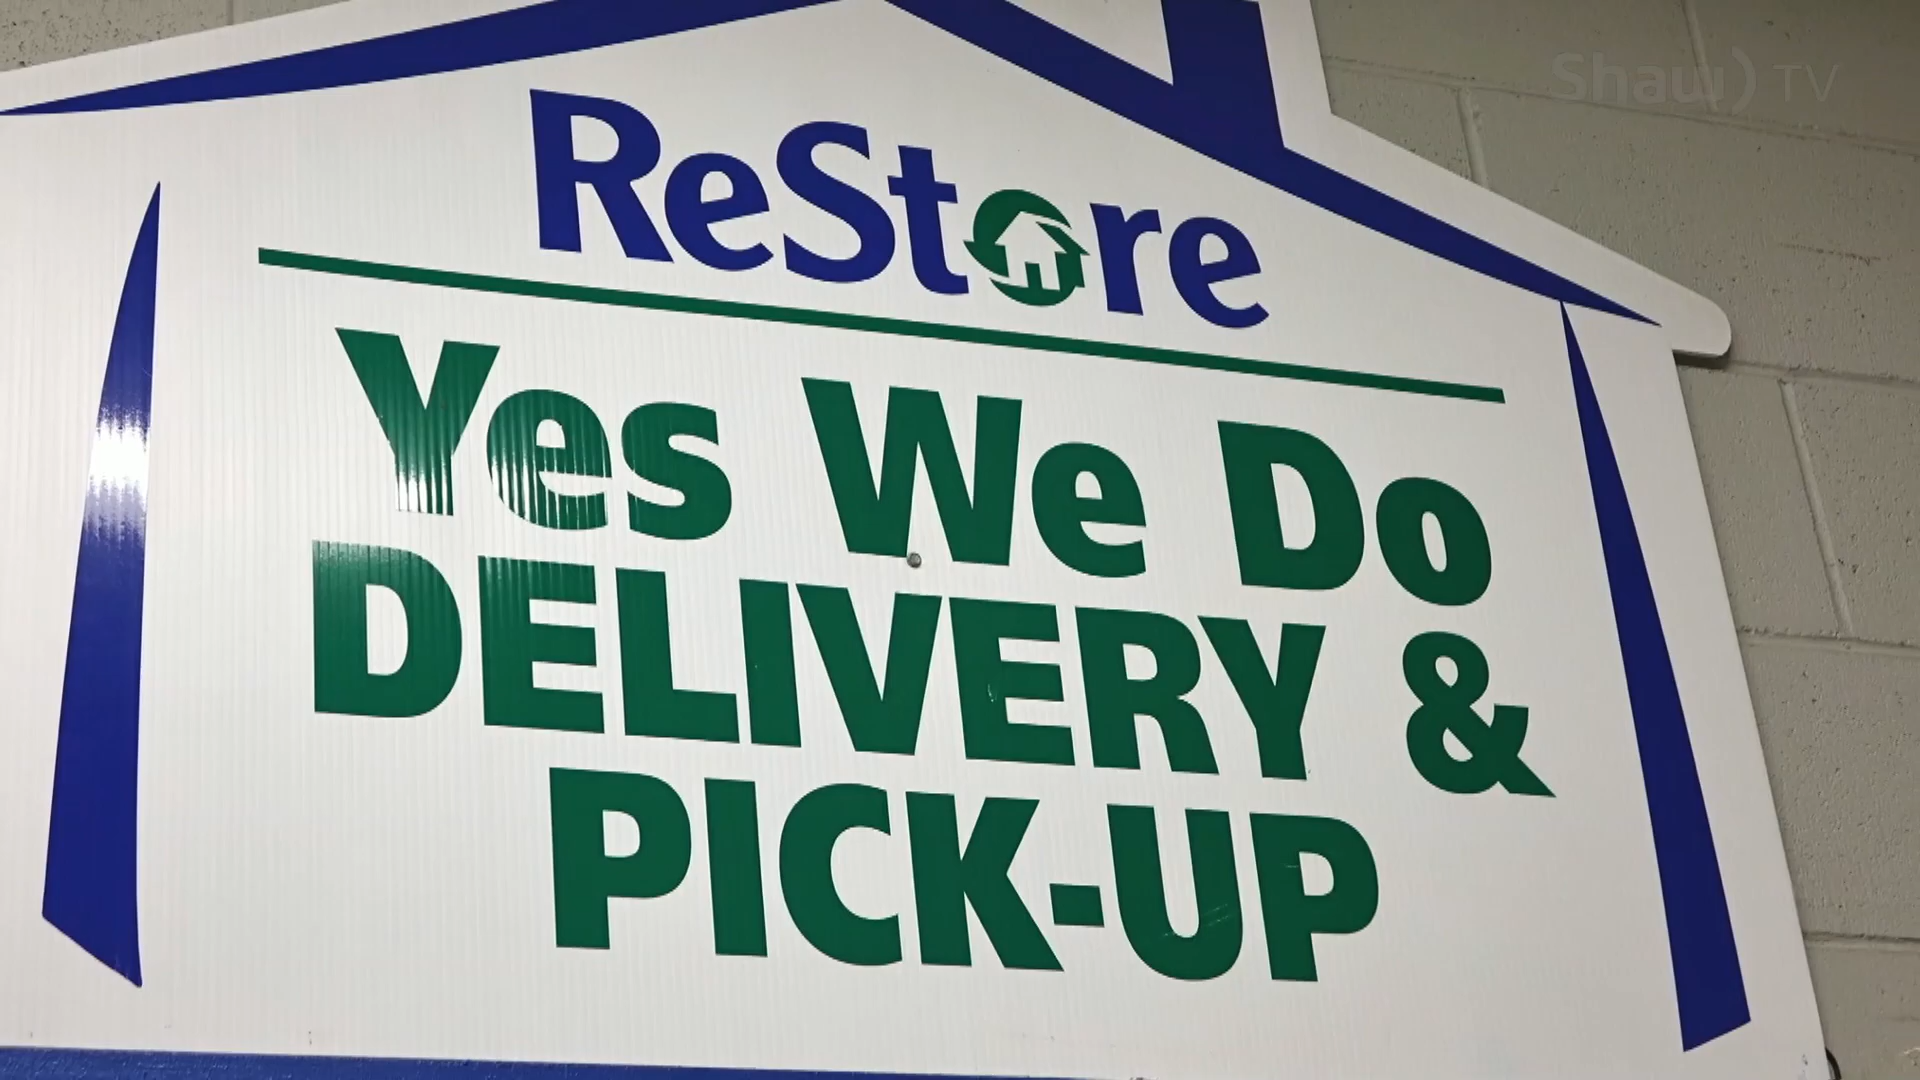 Shaw) TV
ReStore
Yes We Do
DELIVERY &
PICK-UP